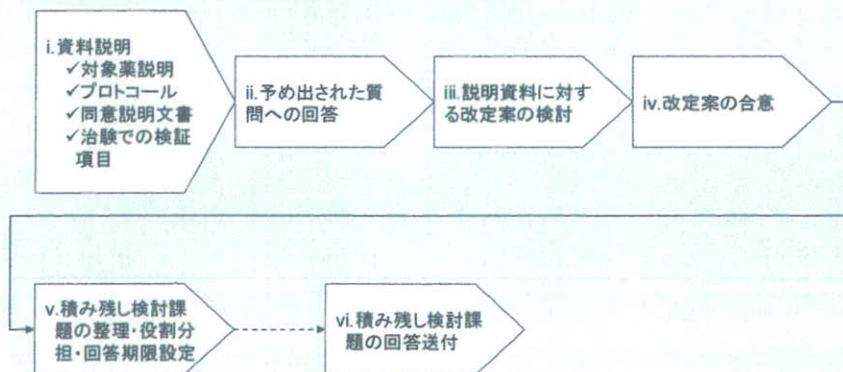 i.資料説明
✓対象薬説明
✓プロトコール
✓同意説明文書
✓治験での検証
項目
ii.予め出された質
問への回答
iii.説明資料に対す
る改定案の検討
iv.改定案の合意
v.積み残し検討課
題の整理・役割分
担・回答期限設定
vi.積み残し検討課
題の回答送付